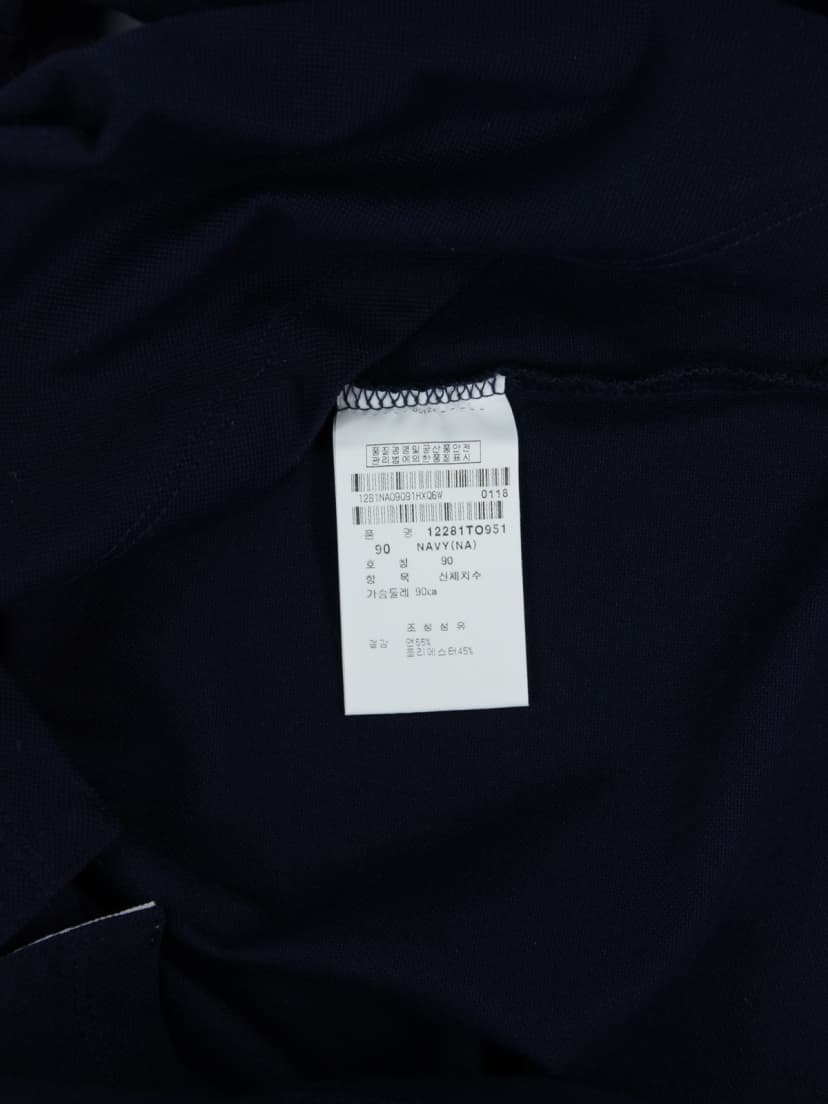 품질경영및공산품안전
관리법에의한품질표시
1281NA09091HXQ6W 0118
품 명 12281TO951
90 NAVY(NA)
호 칭 90
항 목 신체치수
가슴둘레 90cm
조성섬유
겉감 면55%
폴리에스터45%